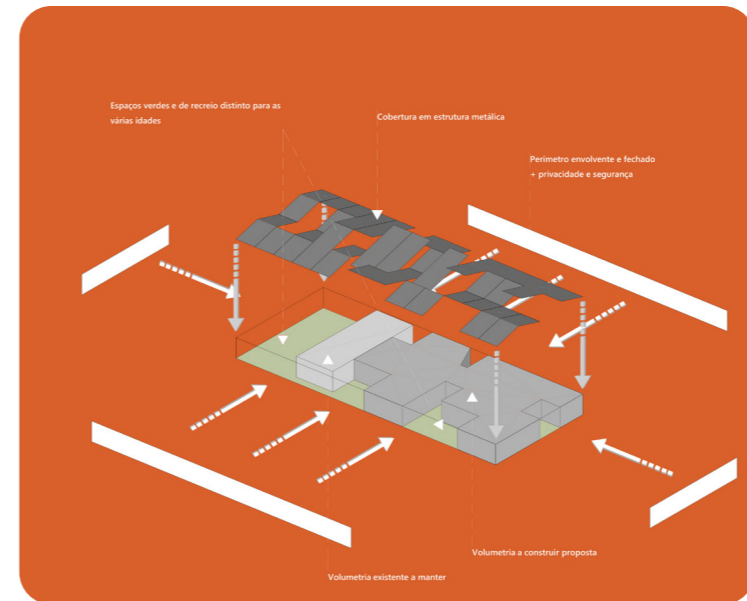 Espaços verdes e de recreio distinto para as
várias idades
Cobertura em estrutura metálica
Perímetro envolvente e fechado
+ privacidade e segurança
Volumetria a construir proposta
Volumetria existente a manter